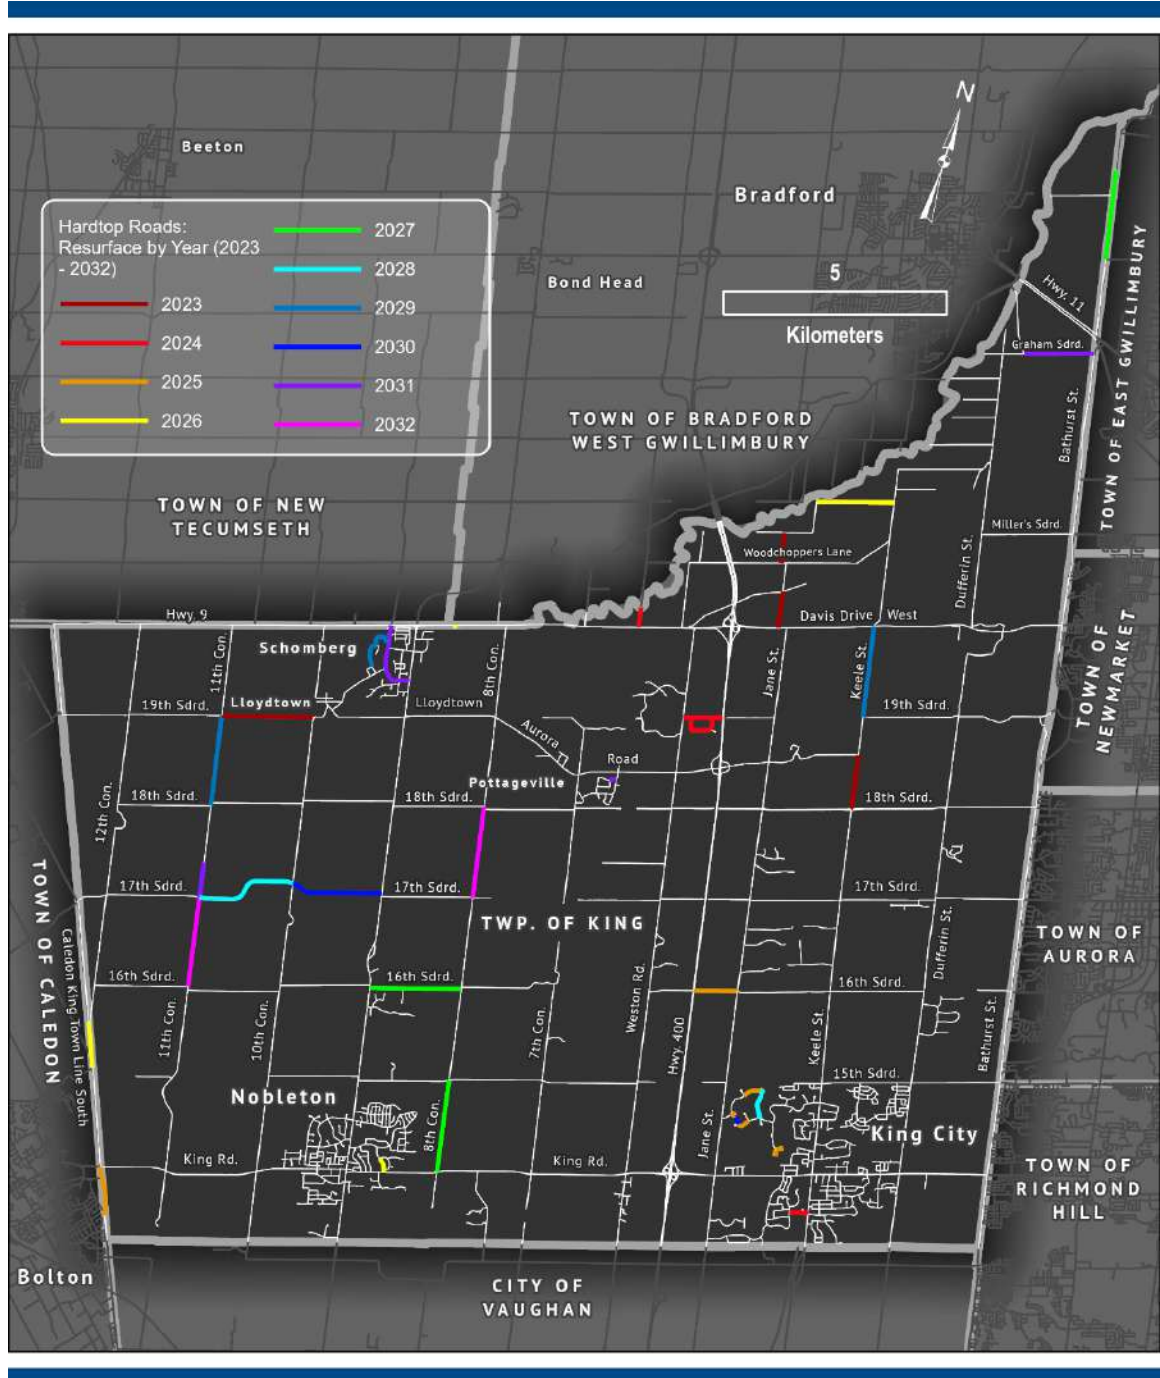 N
Beeton
Bradford
Hardtop Roads:
Resurface by Year (2023
- 2032)
2023
2024
2025
2026
2027
2028
2029
2030
2031
2032
Bond Head
5
Kilometers
Hwy. 11
Graham Sdrd.
Bathurst St.
TOWN OF EAST GWILLIMBURY
TOWN OF BRADFORD
WEST GWILLIMBURY
TOWN OF NEW
TECUMSETH
Miller's Sdrd.
Woodchoppers Lane
Dufferin St.
Hwy. 9
Davis Drive West
Schomberg
11th Con.
8th Con.
Jane St.
Keele St.
TOWN OF
NEWMARKET
19th Sdrd.
Lloydtown
Lloydtown
19th Sdrd.
Aurora
Road
Pottageville
12th Con.
18th Sdrd.
18th Sdrd.
18th Sdrd.
17th Sdrd.
17th Sdrd.
17th Sdrd.
TOWN OF CALEDON
Caledon King Town Line South
TWP. OF KING
TOWN OF
AURORA
Dufferin St.
16th Sdrd.
16th Sdrd.
16th Sdrd.
Weston Rd.
11th Con.
10th Con.
7th Con.
Hwy. 400
Keele St.
Bathurst St.
15th Sdrd.
Nobleton
8th Con.
Jane St.
King City
King Rd.
King Rd.
TOWN OF
RICHMOND
HILL
Bolton
CITY OF
VAUGHAN